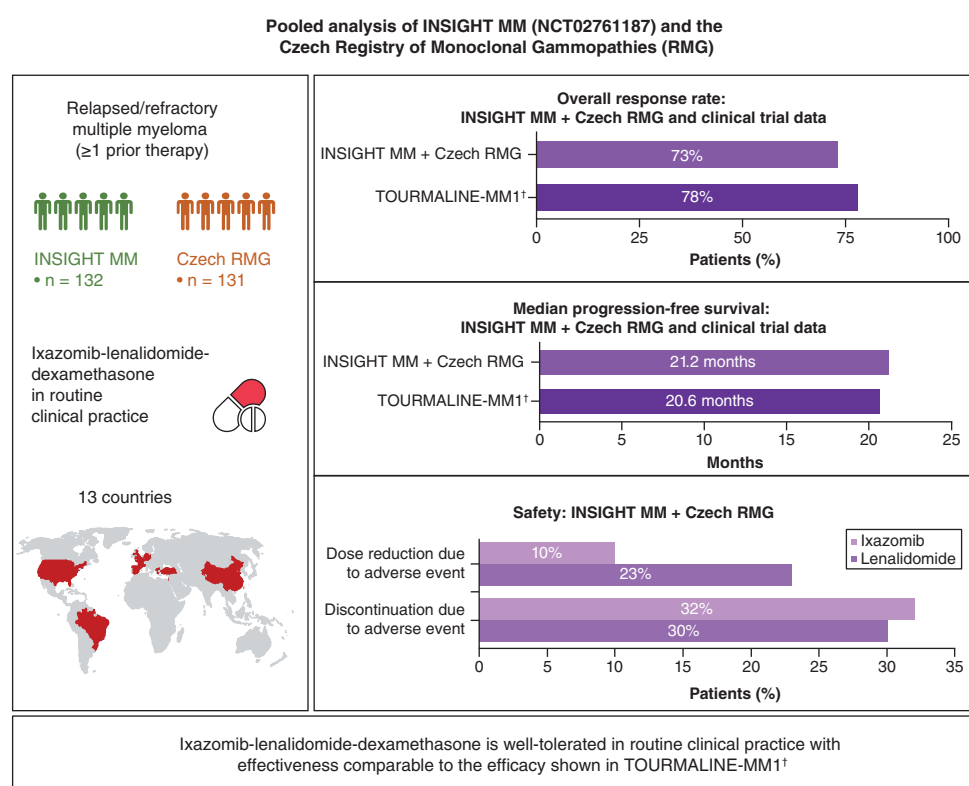 Pooled analysis of INSIGHT MM (NCT02761187) and the
Czech Registry of Monoclonal Gammopathies (RMG)
Relapsed/refractory
multiple myeloma
(≥1 prior therapy)
INSIGHT MM
• n = 132
Czech RMG
• n = 131
Ixazomib-lenalidomide-
dexamethasone
in routine
clinical practice
13 countries
Overall response rate:
INSIGHT MM + Czech RMG and clinical trial data
INSIGHT MM + Czech RMG
73%
TOURMALINE-MM1†
78%
0 25 50 75 100
Patients (%)
Median progression-free survival:
INSIGHT MM + Czech RMG and clinical trial data
INSIGHT MM + Czech RMG
21.2 months
TOURMALINE-MM1†
20.6 months
0 5 10 15 20 25
Months
Safety: INSIGHT MM + Czech RMG
Ixazomib
Lenalidomide
Dose reduction due
to adverse event
10%
23%
Discontinuation due
to adverse event
32%
30%
0 5 10 15 20 25 30 35
Patients (%)
Ixazomib-lenalidomide-dexamethasone is well-tolerated in routine clinical practice with
effectiveness comparable to the efficacy shown in TOURMALINE-MM1†